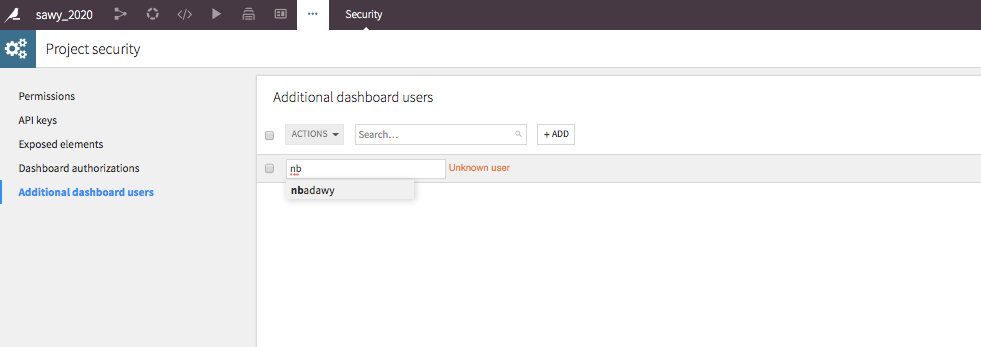 sawy_2020
Security
Project security
Permissions
API keys
Exposed elements
Dashboard authorizations
Additional dashboard users
Additional dashboard users
ACTIONS Search... + ADD
nb Unknown user
nbadawy